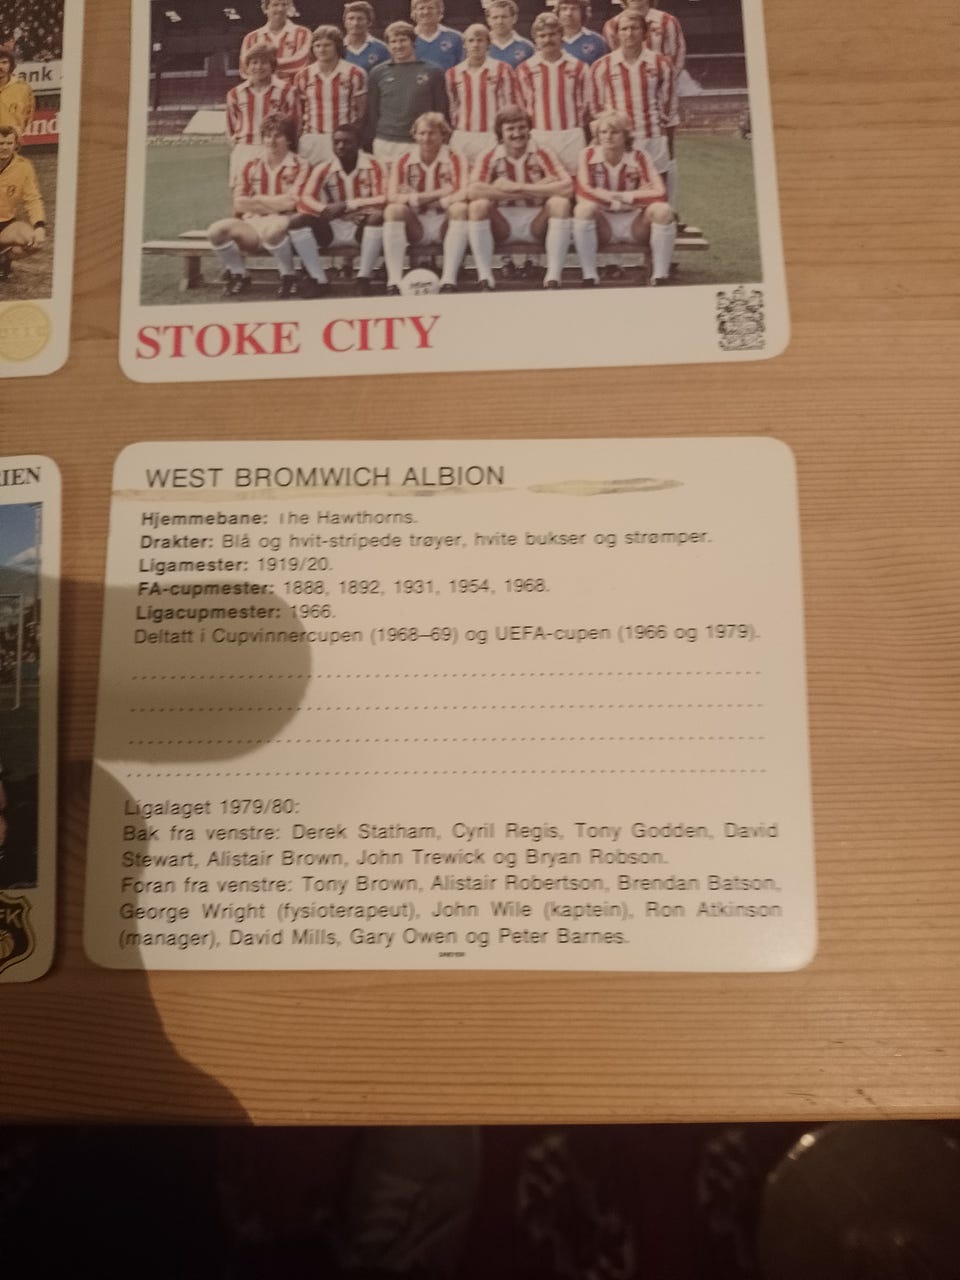 ank
und
STOKE CITY
IEN
WEST BROMWICH ALBION
Hjemmebane: The Hawthorns.
Drakter: Blå og hvit-stripede trøyer, hvite bukser og strømper.
Ligamester: 1919/20.
FA-cupmester: 1888, 1892, 1931, 1954, 1968.
Ligacupmester: 1966.
Deltatt i Cupvinnercupen (1968–69) og UEFA-cupen (1966 og 1979).
Ligalaget 1979/80:
Bak fra venstre: Derek Statham, Cyril Regis, Tony Godden, David
Stewart, Alistair Brown, John Trewick og Bryan Robson.
Foran fra venstre: Tony Brown, Alistair Robertson, Brendan Batson,
George Wright (fysioterapeut), John Wile (kaptein), Ron Atkinson
(manager), David Mills, Gary Owen og Peter Barnes.
FK